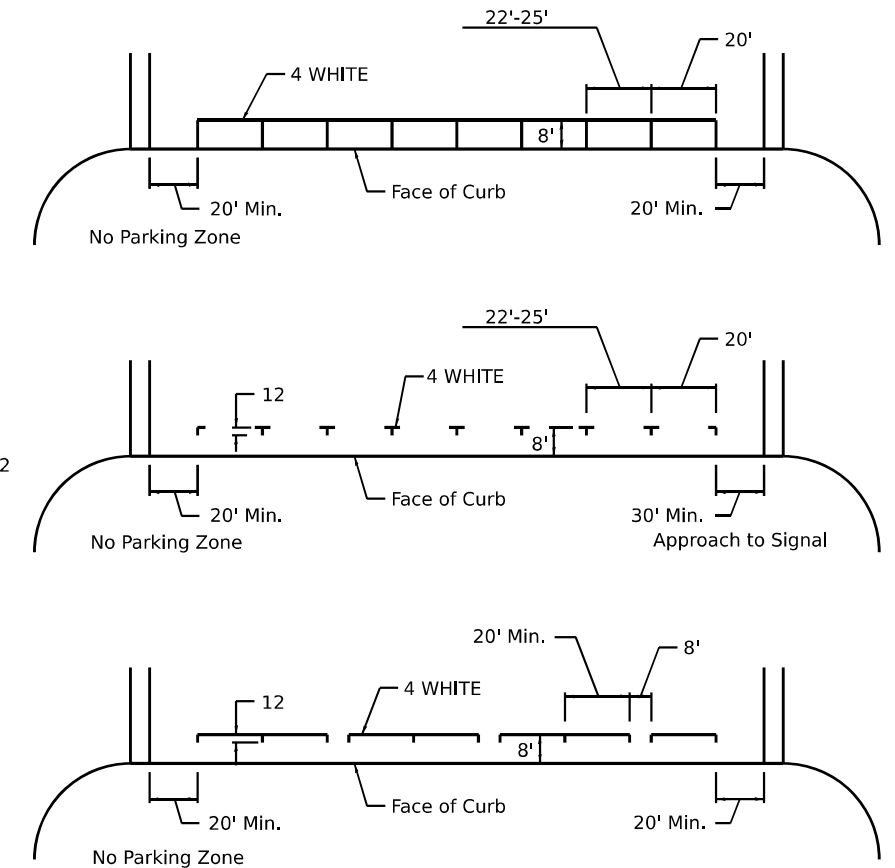 22'-25'
20'
4 WHITE
8'
Face of Curb
20' Min.
20' Min.
No Parking Zone
22'-25'
20'
12
4 WHITE
8'
2
Face of Curb
20' Min.
30' Min.
No Parking Zone
Approach to Signal
20' Min.
8'
12
4 WHITE
8'
Face of Curb
20' Min.
20' Min.
No Parking Zone